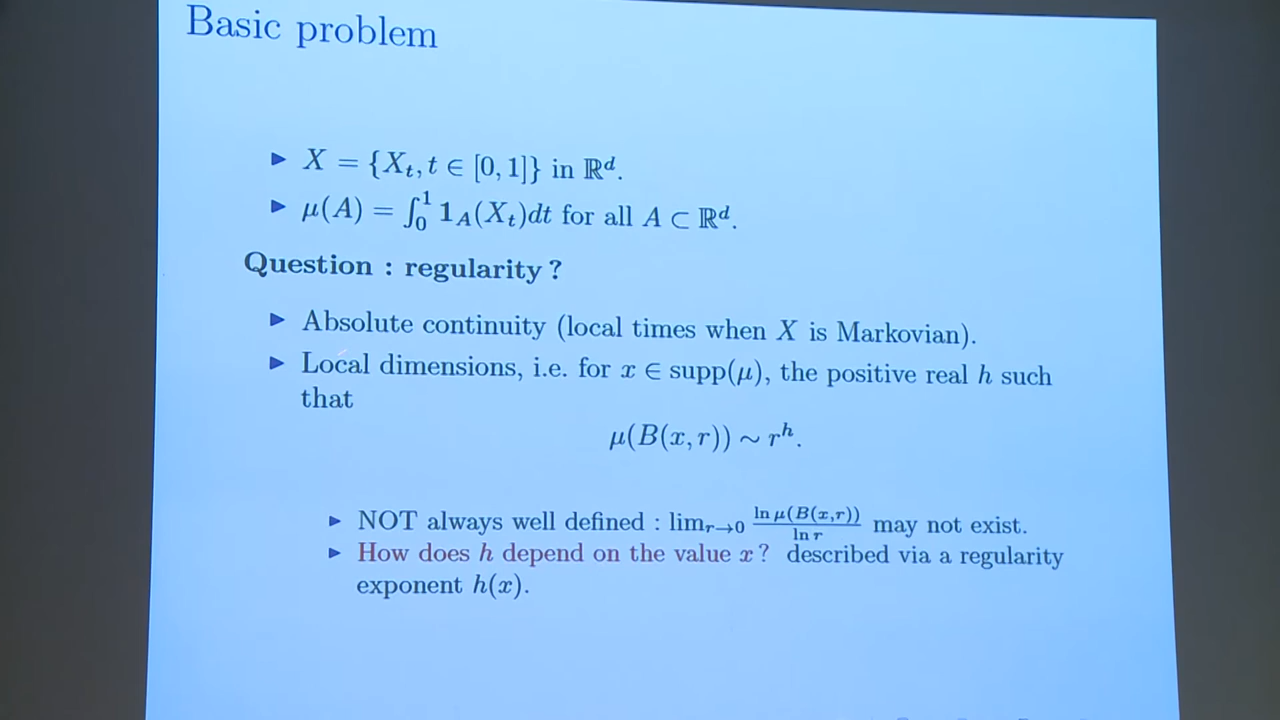 Basic problem
▶ X = {X_t, t ∈ [0, 1]} in ℝ^d.
▶ μ(A) = ∫_0^1 𝟏_A(X_t)dt for all A ⊂ ℝ^d.
Question : regularity ?
▶ Absolute continuity (local times when X is Markovian).
▶ Local dimensions, i.e. for x ∈ supp(μ), the positive real h such
that
μ(B(x, r)) ∼ r^h.
▶ NOT always well defined : lim_{r→0} ln μ(B(x,r)) / ln r may not exist.
▶ How does h depend on the value x ? described via a regularity
exponent h(x).